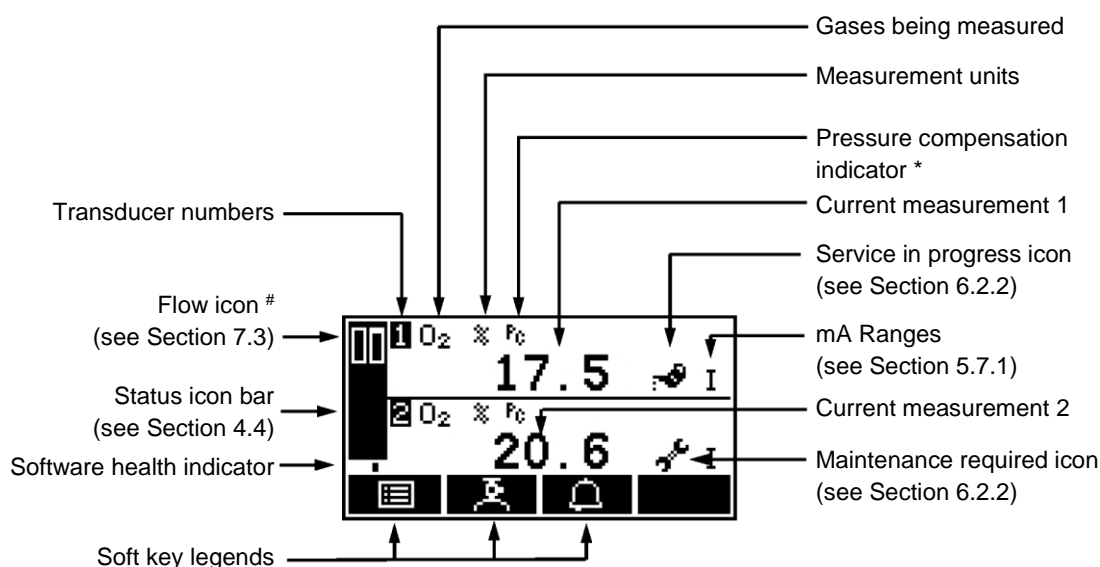 Gases being measured
Measurement units
Pressure compensation
indicator *
Current measurement 1
Service in progress icon
(see Section 6.2.2)
mA Ranges
(see Section 5.7.1)
Current measurement 2
Maintenance required icon
(see Section 6.2.2)
Transducer numbers
Flow icon #
(see Section 7.3)
Status icon bar
(see Section 4.4)
Software health indicator
Soft key legends
1 O₂ % Pc
17.5 I
2 O₂ % Pc
20.6 I